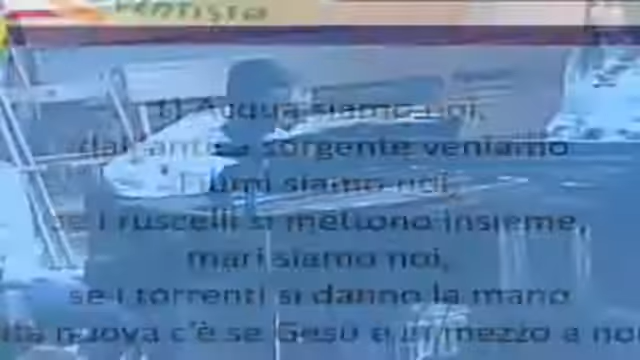 1) Acqua siamo noi,
dall'antica sorgente veniamo
fiumi siamo noi,
se i ruscelli si mettono insieme,
mari siamo noi,
se i torrenti si danno la mano
vita nuova c'è se Gesù è in mezzo a noi